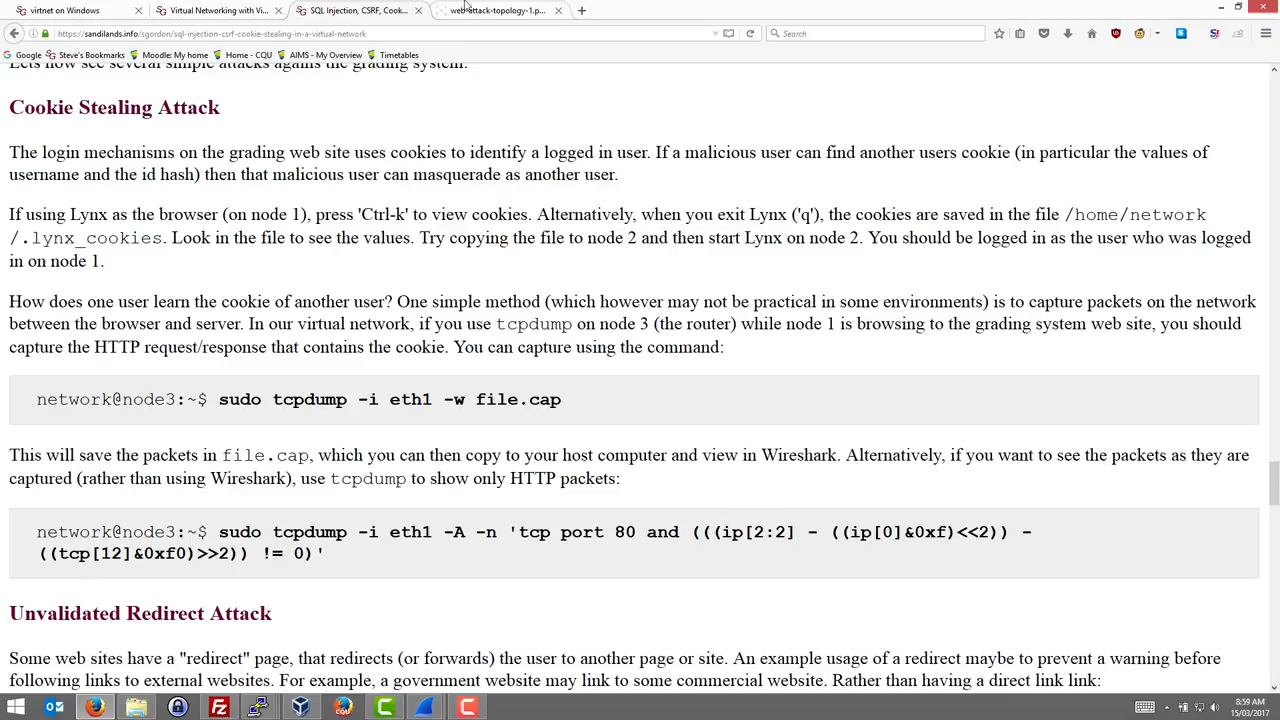 virtnet on Windows
Virtual Networking with Vi...
SQL Injection, CSRF, Cook...
web-attack-topology-1.p...
https://sandilands.info/sgordon/sql-injection-csrf-cookie-stealing-in-a-virtual-network
Search
Google
Steve's Bookmarks
Moodle: My home
Home - CQU
AIMS - My Overview
Timetables
Lets now see several simple attacks agains the grading system.
Cookie Stealing Attack
The login mechanisms on the grading web site uses cookies to identify a logged in user. If a malicious user can find another users cookie (in particular the values of
username and the id hash) then that malicious user can masquerade as another user.
If using Lynx as the browser (on node 1), press 'Ctrl-k' to view cookies. Alternatively, when you exit Lynx ('q'), the cookies are saved in the file /home/network
/.lynx_cookies. Look in the file to see the values. Try copying the file to node 2 and then start Lynx on node 2. You should be logged in as the user who was logged
in on node 1.
How does one user learn the cookie of another user? One simple method (which however may not be practical in some environments) is to capture packets on the network
between the browser and server. In our virtual network, if you use tcpdump on node 3 (the router) while node 1 is browsing to the grading system web site, you should
capture the HTTP request/response that contains the cookie. You can capture using the command:
network@node3:~$ sudo tcpdump -i eth1 -w file.cap
This will save the packets in file.cap, which you can then copy to your host computer and view in Wireshark. Alternatively, if you want to see the packets as they are
captured (rather than using Wireshark), use tcpdump to show only HTTP packets:
network@node3:~$ sudo tcpdump -i eth1 -A -n 'tcp port 80 and (((ip[2:2] - ((ip[0]&0xf)<<2)) -
((tcp[12]&0xf0)>>2)) != 0)'
Unvalidated Redirect Attack
Some web sites have a "redirect" page, that redirects (or forwards) the user to another page or site. An example usage of a redirect maybe to prevent a warning before
following links to external websites. For example, a government website may link to some commercial website. Rather than having a direct link link:
8:59 AM
15/03/2017